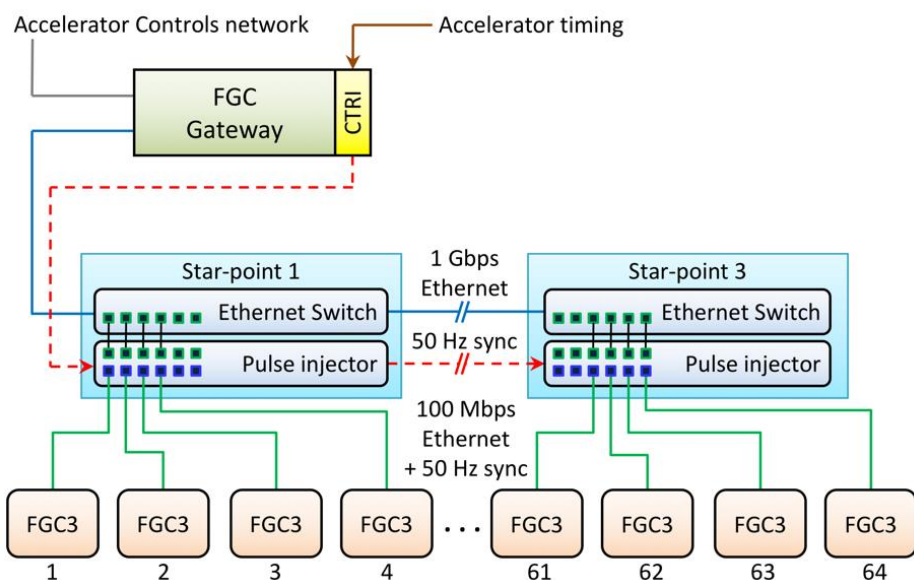 Accelerator Controls network
Accelerator timing
FGC
Gateway
CTRI
Star-point 1
1 Gbps
Ethernet
Star-point 3
Ethernet Switch
Ethernet Switch
50 Hz sync
Pulse injector
Pulse injector
100 Mbps
Ethernet
+ 50 Hz sync
FGC3
FGC3
FGC3
FGC3
...
FGC3
FGC3
FGC3
FGC3
1
2
3
4
61
62
63
64